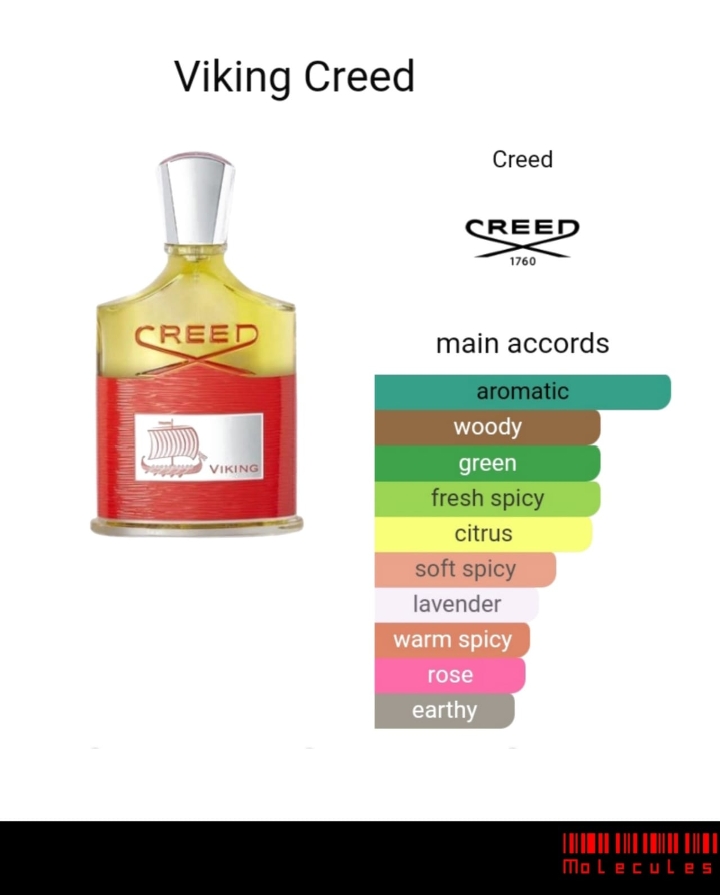 Viking Creed
Creed
CREED
1760
CREED
VIKING
main accords
aromatic
woody
green
fresh spicy
citrus
soft spicy
lavender
warm spicy
rose
earthy
Molecules